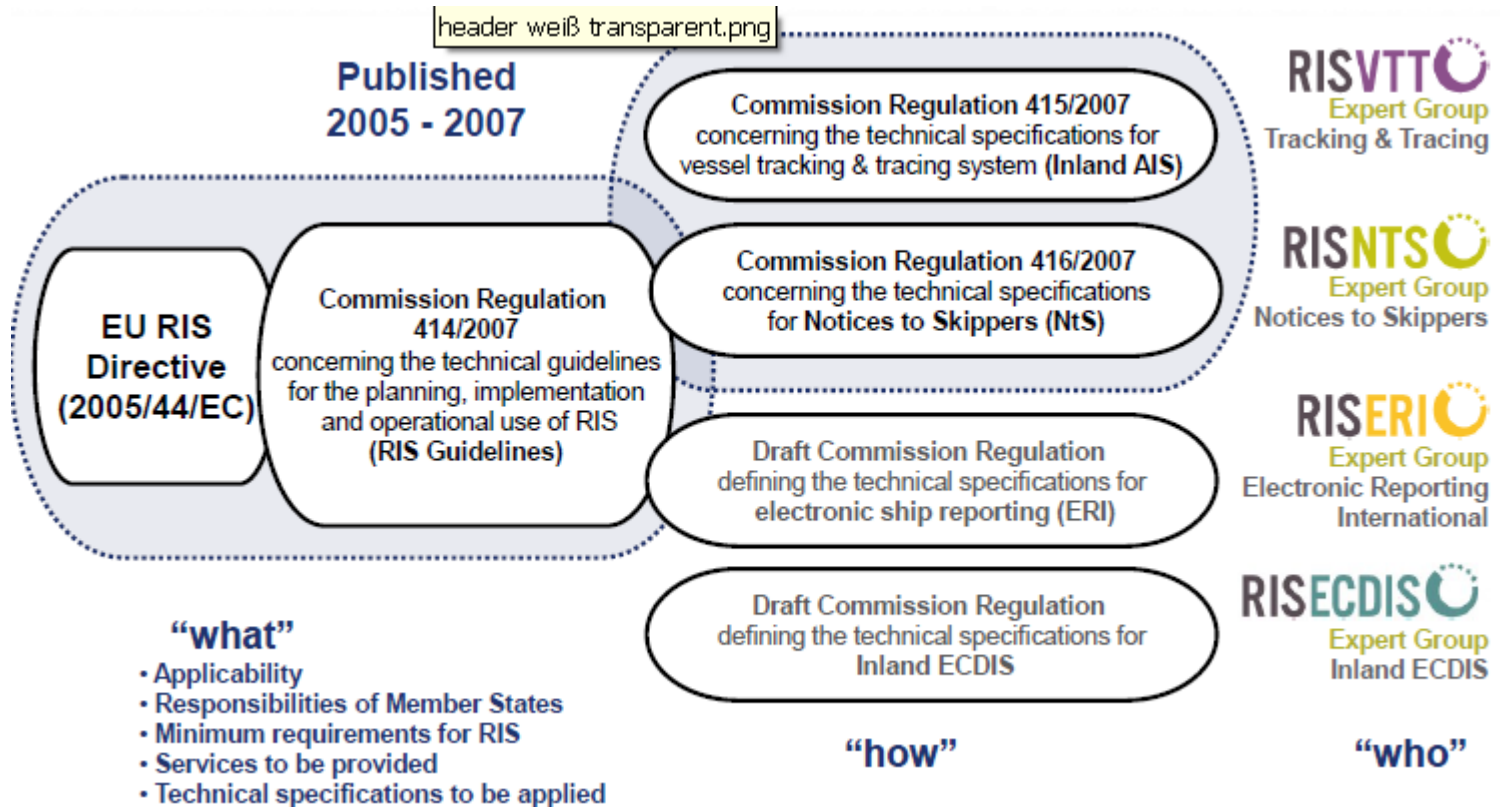 header weiß transparent.png
Published
2005 - 2007
EU RIS
Directive
(2005/44/EC)
Commission Regulation
414/2007
concerning the technical guidelines
for the planning, implementation
and operational use of RIS
(RIS Guidelines)
Commission Regulation 415/2007
concerning the technical specifications for
vessel tracking & tracing system (Inland AIS)
Commission Regulation 416/2007
concerning the technical specifications
for Notices to Skippers (NtS)
Draft Commission Regulation
defining the technical specifications for
electronic ship reporting (ERI)
Draft Commission Regulation
defining the technical specifications for
Inland ECDIS
RISVTT
Expert Group
Tracking & Tracing
RISNTS
Expert Group
Notices to Skippers
RISERI
Expert Group
Electronic Reporting
International
RISECDIS
Expert Group
Inland ECDIS
“what”
• Applicability
• Responsibilities of Member States
• Minimum requirements for RIS
• Services to be provided
• Technical specifications to be applied
“how”
“who”